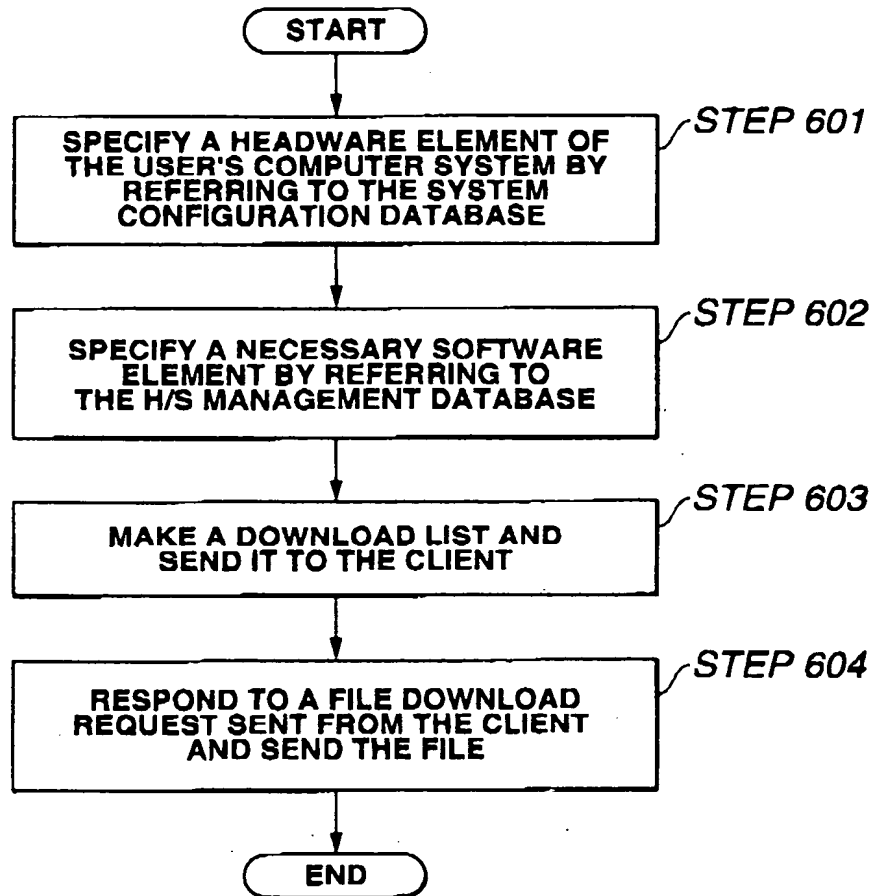 START
STEP 601
SPECIFY A HEADWARE ELEMENT OF
THE USER'S COMPUTER SYSTEM BY
REFERRING TO THE SYSTEM
CONFIGURATION DATABASE
STEP 602
SPECIFY A NECESSARY SOFTWARE
ELEMENT BY REFERRING TO
THE H/S MANAGEMENT DATABASE
STEP 603
MAKE A DOWNLOAD LIST AND
SEND IT TO THE CLIENT
STEP 604
RESPOND TO A FILE DOWNLOAD
REQUEST SENT FROM THE CLIENT
AND SEND THE FILE
END